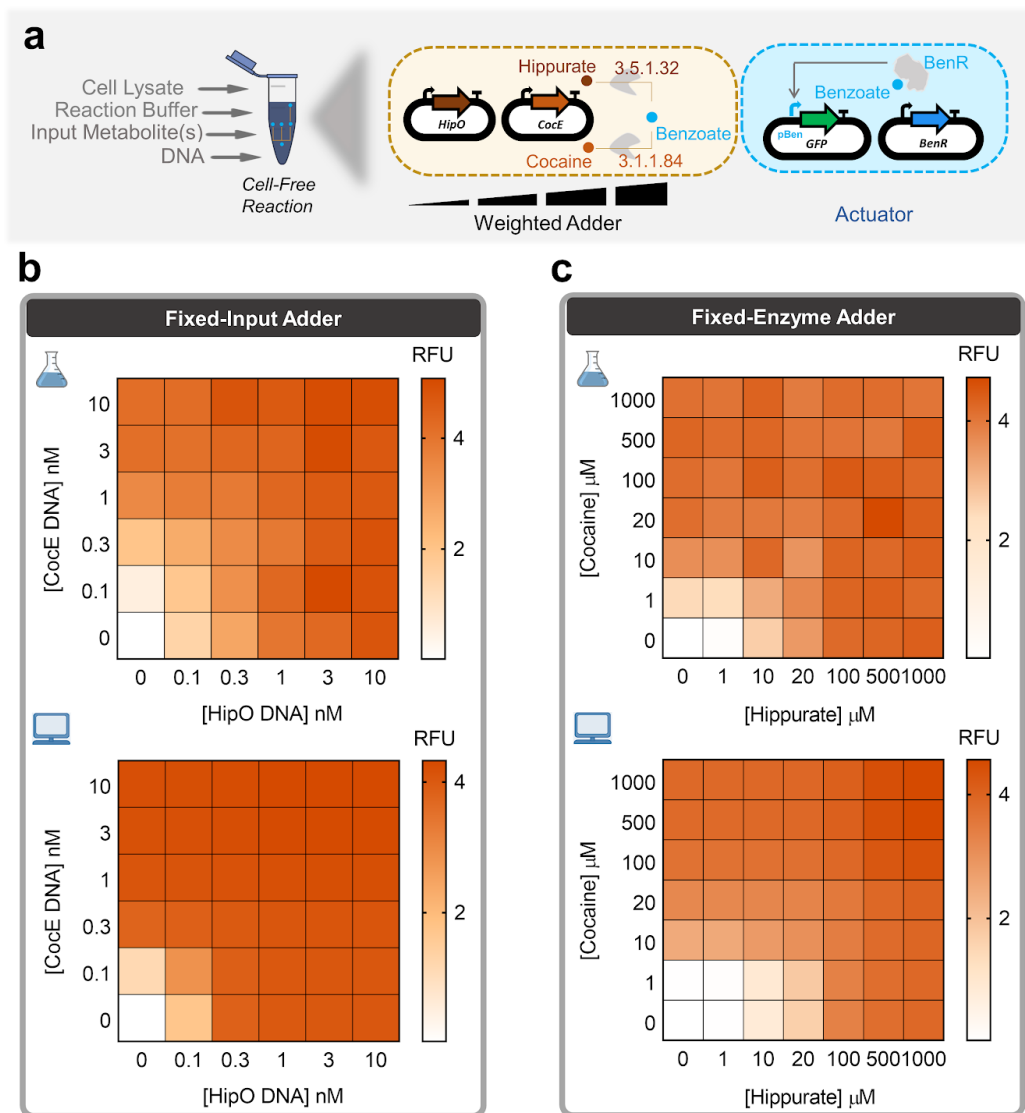 a
Cell Lysate
Reaction Buffer
Input Metabolite(s)
DNA
Cell-Free
Reaction
Hippurate
3.5.1.32
HipO
CocE
Benzoate
Cocaine
3.1.1.84
Weighted Adder
BenR
Benzoate
pBen
GFP
BenR
Actuator
b
Fixed-Input Adder
RFU
[CocE DNA] nM
10
3
1
0.3
0.1
0
4
2
0 0.1 0.3 1 3 10
[HipO DNA] nM
RFU
[CocE DNA] nM
10
3
1
0.3
0.1
0
4
2
0 0.1 0.3 1 3 10
[HipO DNA] nM
c
Fixed-Enzyme Adder
RFU
[Cocaine] μM
1000
500
100
20
10
1
0
4
2
0 1 10 20 100 500 1000
[Hippurate] μM
RFU
[Cocaine] μM
1000
500
100
20
10
1
0
4
2
0 1 10 20 100 500 1000
[Hippurate] μM